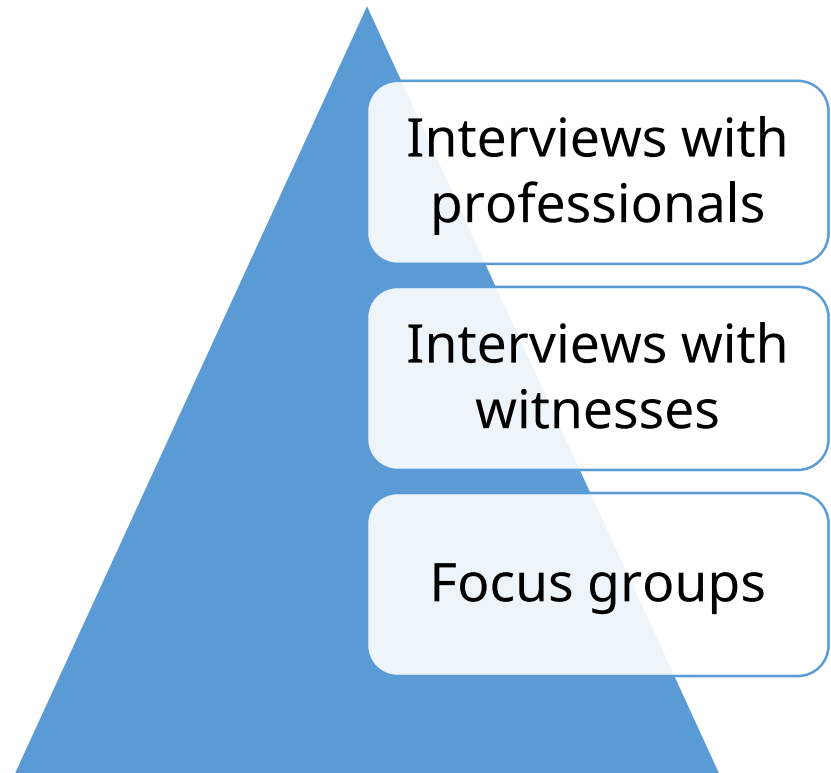 Interviews with
professionals
Interviews with
witnesses
Focus groups